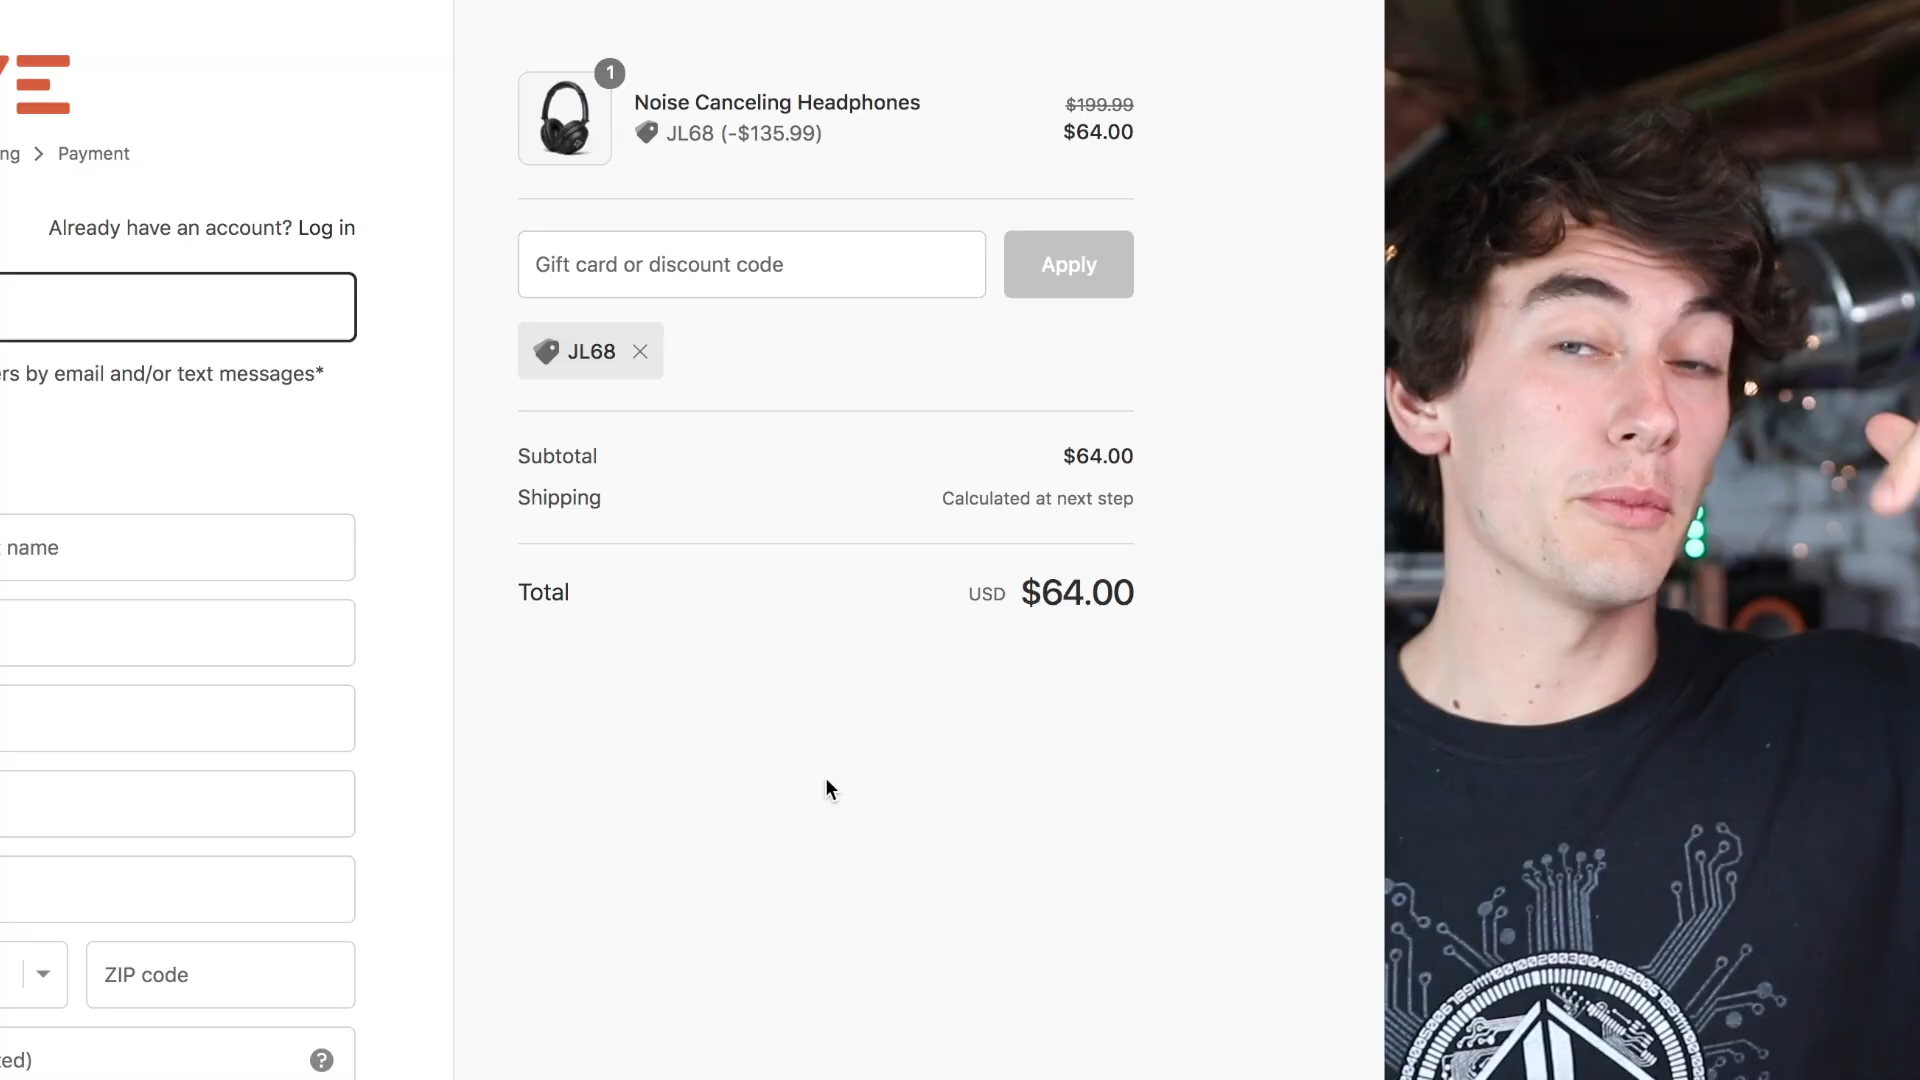 ng > Payment
Already have an account? Log in
rs by email and/or text messages*
name
ZIP code
ted)
?
1
Noise Canceling Headphones
$199.99
JL68 (-$135.99)
$64.00
Gift card or discount code
Apply
JL68
Subtotal
$64.00
Shipping
Calculated at next step
Total
USD $64.00